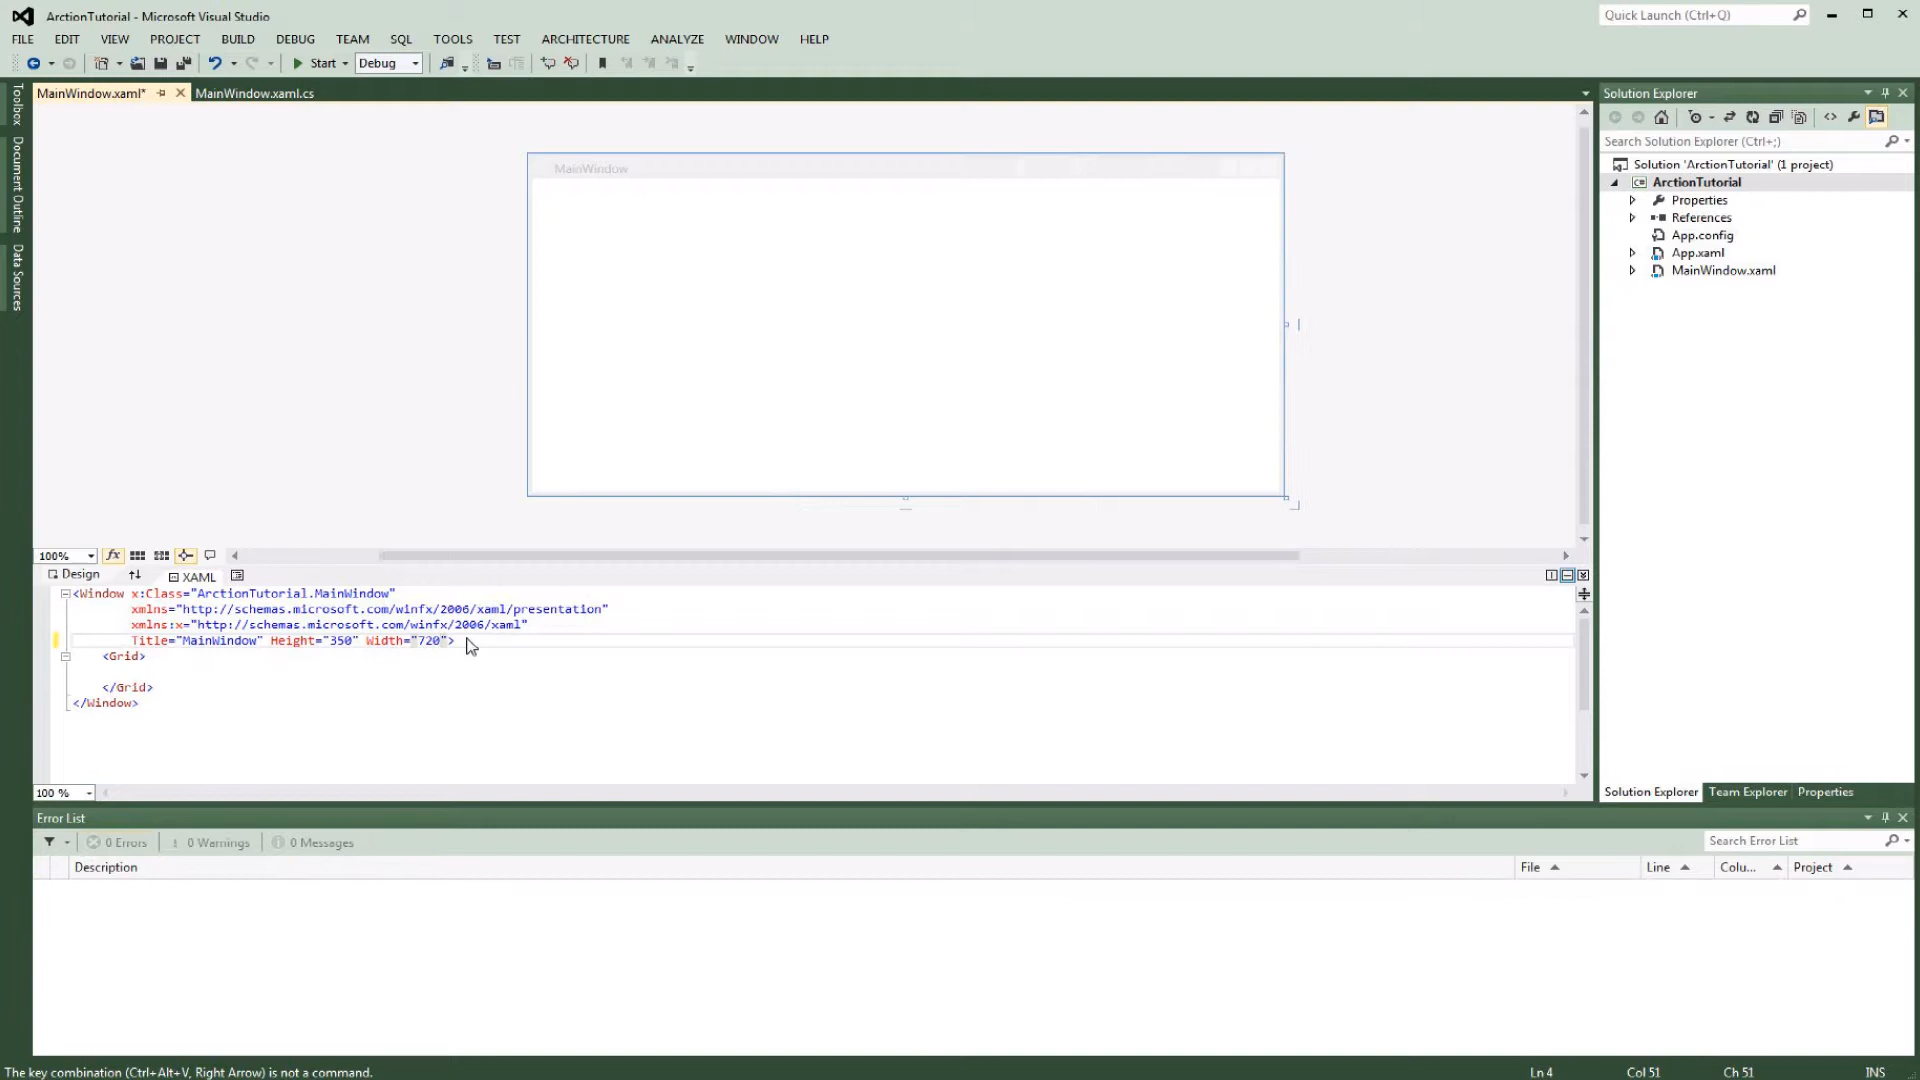 ArctionTutorial - Microsoft Visual Studio
Quick Launch (Ctrl+Q)
FILE EDIT VIEW PROJECT BUILD DEBUG TEAM SQL TOOLS TEST ARCHITECTURE ANALYZE WINDOW HELP
Start Debug
MainWindow.xaml* MainWindow.xaml.cs
Toolbox
Document Outline
Data Sources
MainWindow
100%
Design XAML
<Window x:Class="ArctionTutorial.MainWindow"
xmlns="http://schemas.microsoft.com/winfx/2006/xaml/presentation"
xmlns:x="http://schemas.microsoft.com/winfx/2006/xaml"
Title="MainWindow" Height="350" Width="720">
<Grid>
</Grid>
</Window>
100 %
Solution Explorer
Search Solution Explorer (Ctrl+;)
Solution 'ArctionTutorial' (1 project)
ArctionTutorial
Properties
References
App.config
App.xaml
MainWindow.xaml
Solution Explorer Team Explorer Properties
Error List
0 Errors 0 Warnings 0 Messages
Search Error List
Description File Line Colu... Project
The key combination (Ctrl+Alt+V, Right Arrow) is not a command.
Ln 4 Col 51 Ch 51 INS